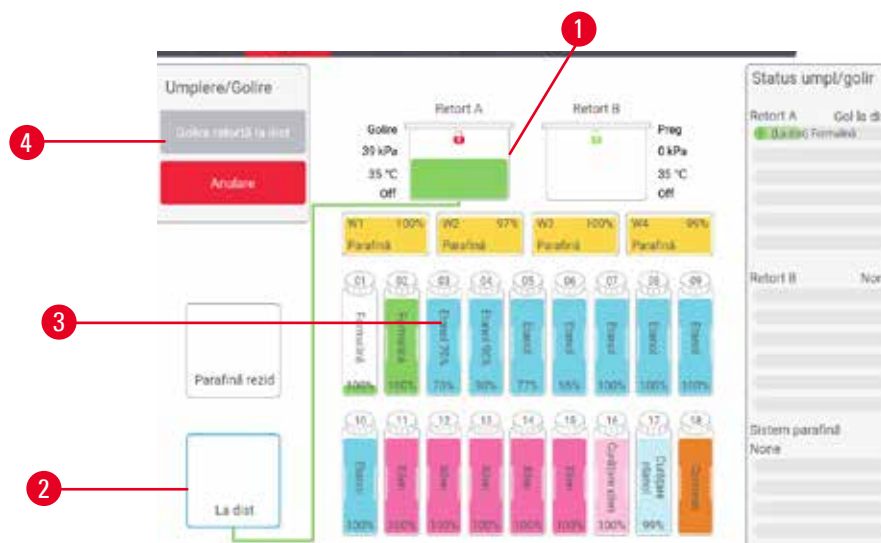 1
Umplere/Golire
Golire retortă la dist
Anulare
4
Retort A
Golire
39 kPa
35 °C
Off
Retort B
Preg
0 kPa
35 °C
Off
Status umpl/golir
Retort A
Gol la di
(La dist) Formalină
Retort B
Non
Sistem parafină
None
W1 100%
Parafină
W2 97%
Parafină
W3 100%
Parafină
W4 99%
Parafină
3
01
Formalină
100%
02
Formalină
100%
03
Etanol 70%
70%
04
Etanol 90%
90%
05
Etanol
77%
06
Etanol
07
Etanol
100%
08
Etanol
100%
09
Etanol
100%
Parafină rezid
2
La dist
10
Etanol
100%
11
Xilen
100%
12
Xilen
100%
13
Xilen
100%
14
Xilen
100%
15
Xilen
100%
16
Curățare xilen
100%
17
Curățare
etanol
99%
18